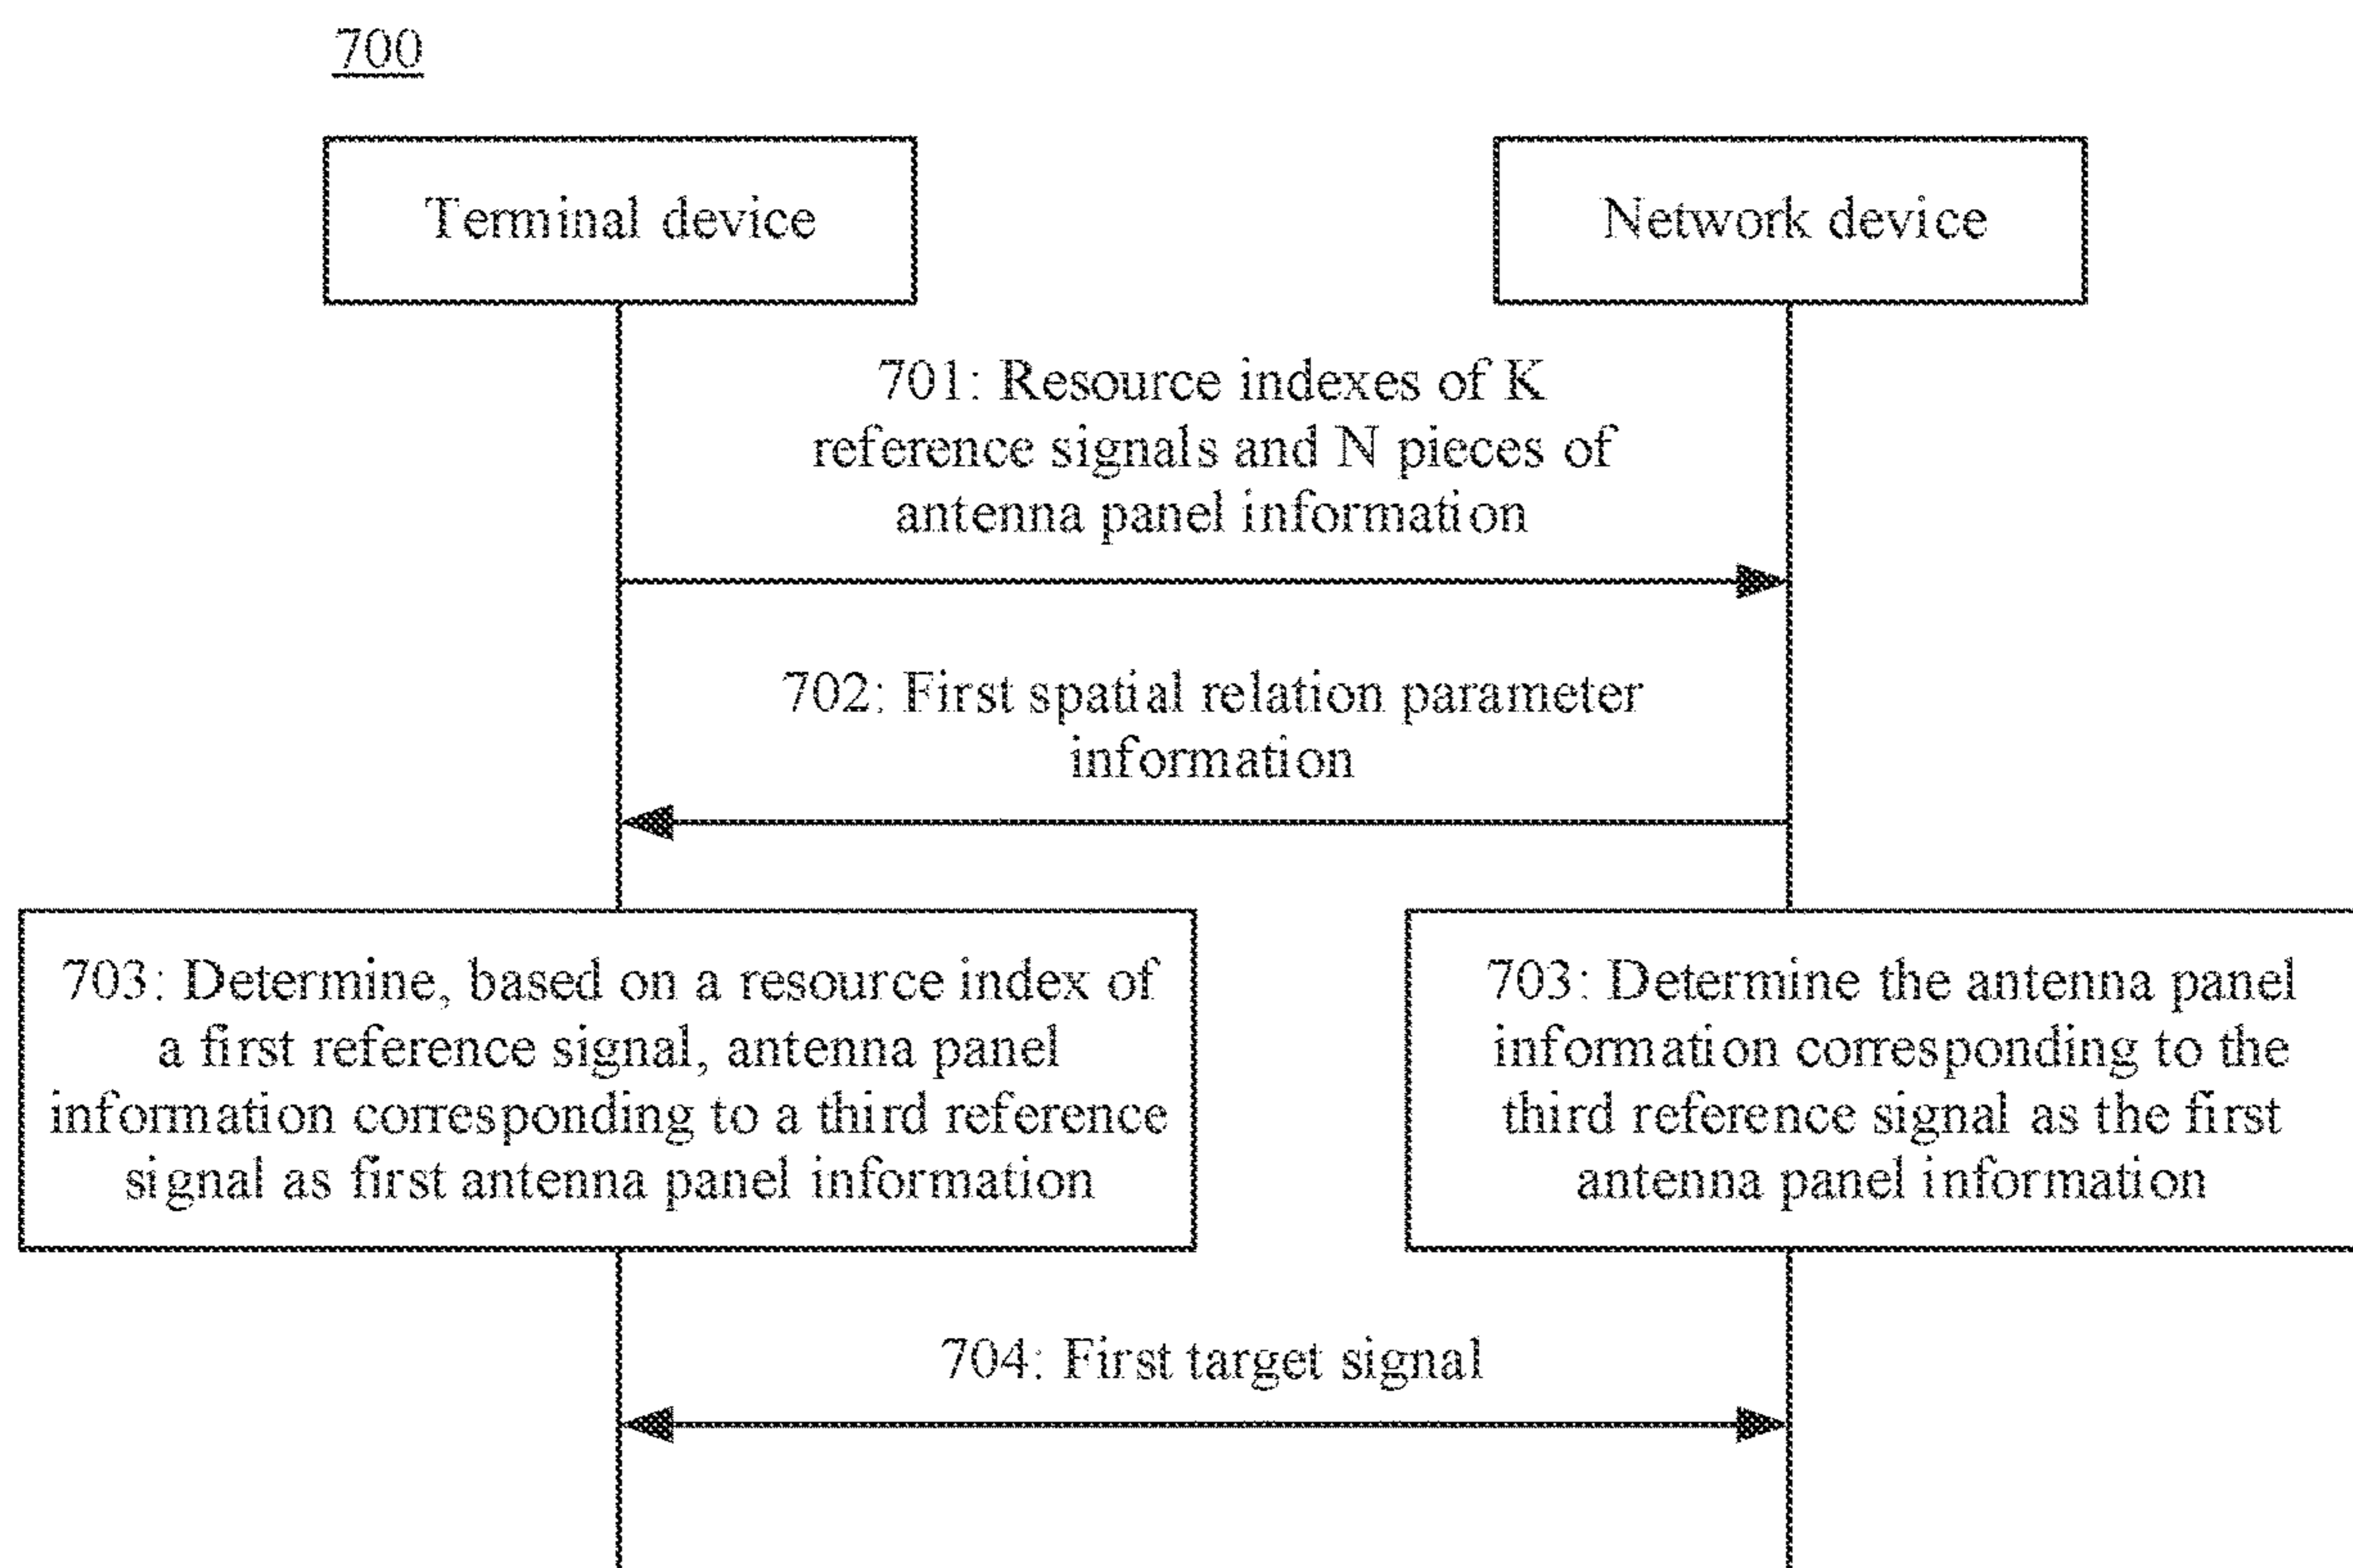 700
Terminal device
Network device
701: Resource indexes of K
reference signals and N pieces of
antenna panel information
702: First spatial relation parameter
information
703: Determine, based on a resource index of
a first reference signal, antenna panel
information corresponding to a third reference
signal as first antenna panel information
703: Determine the antenna panel
information corresponding to the
third reference signal as the first
antenna panel information
704: First target signal